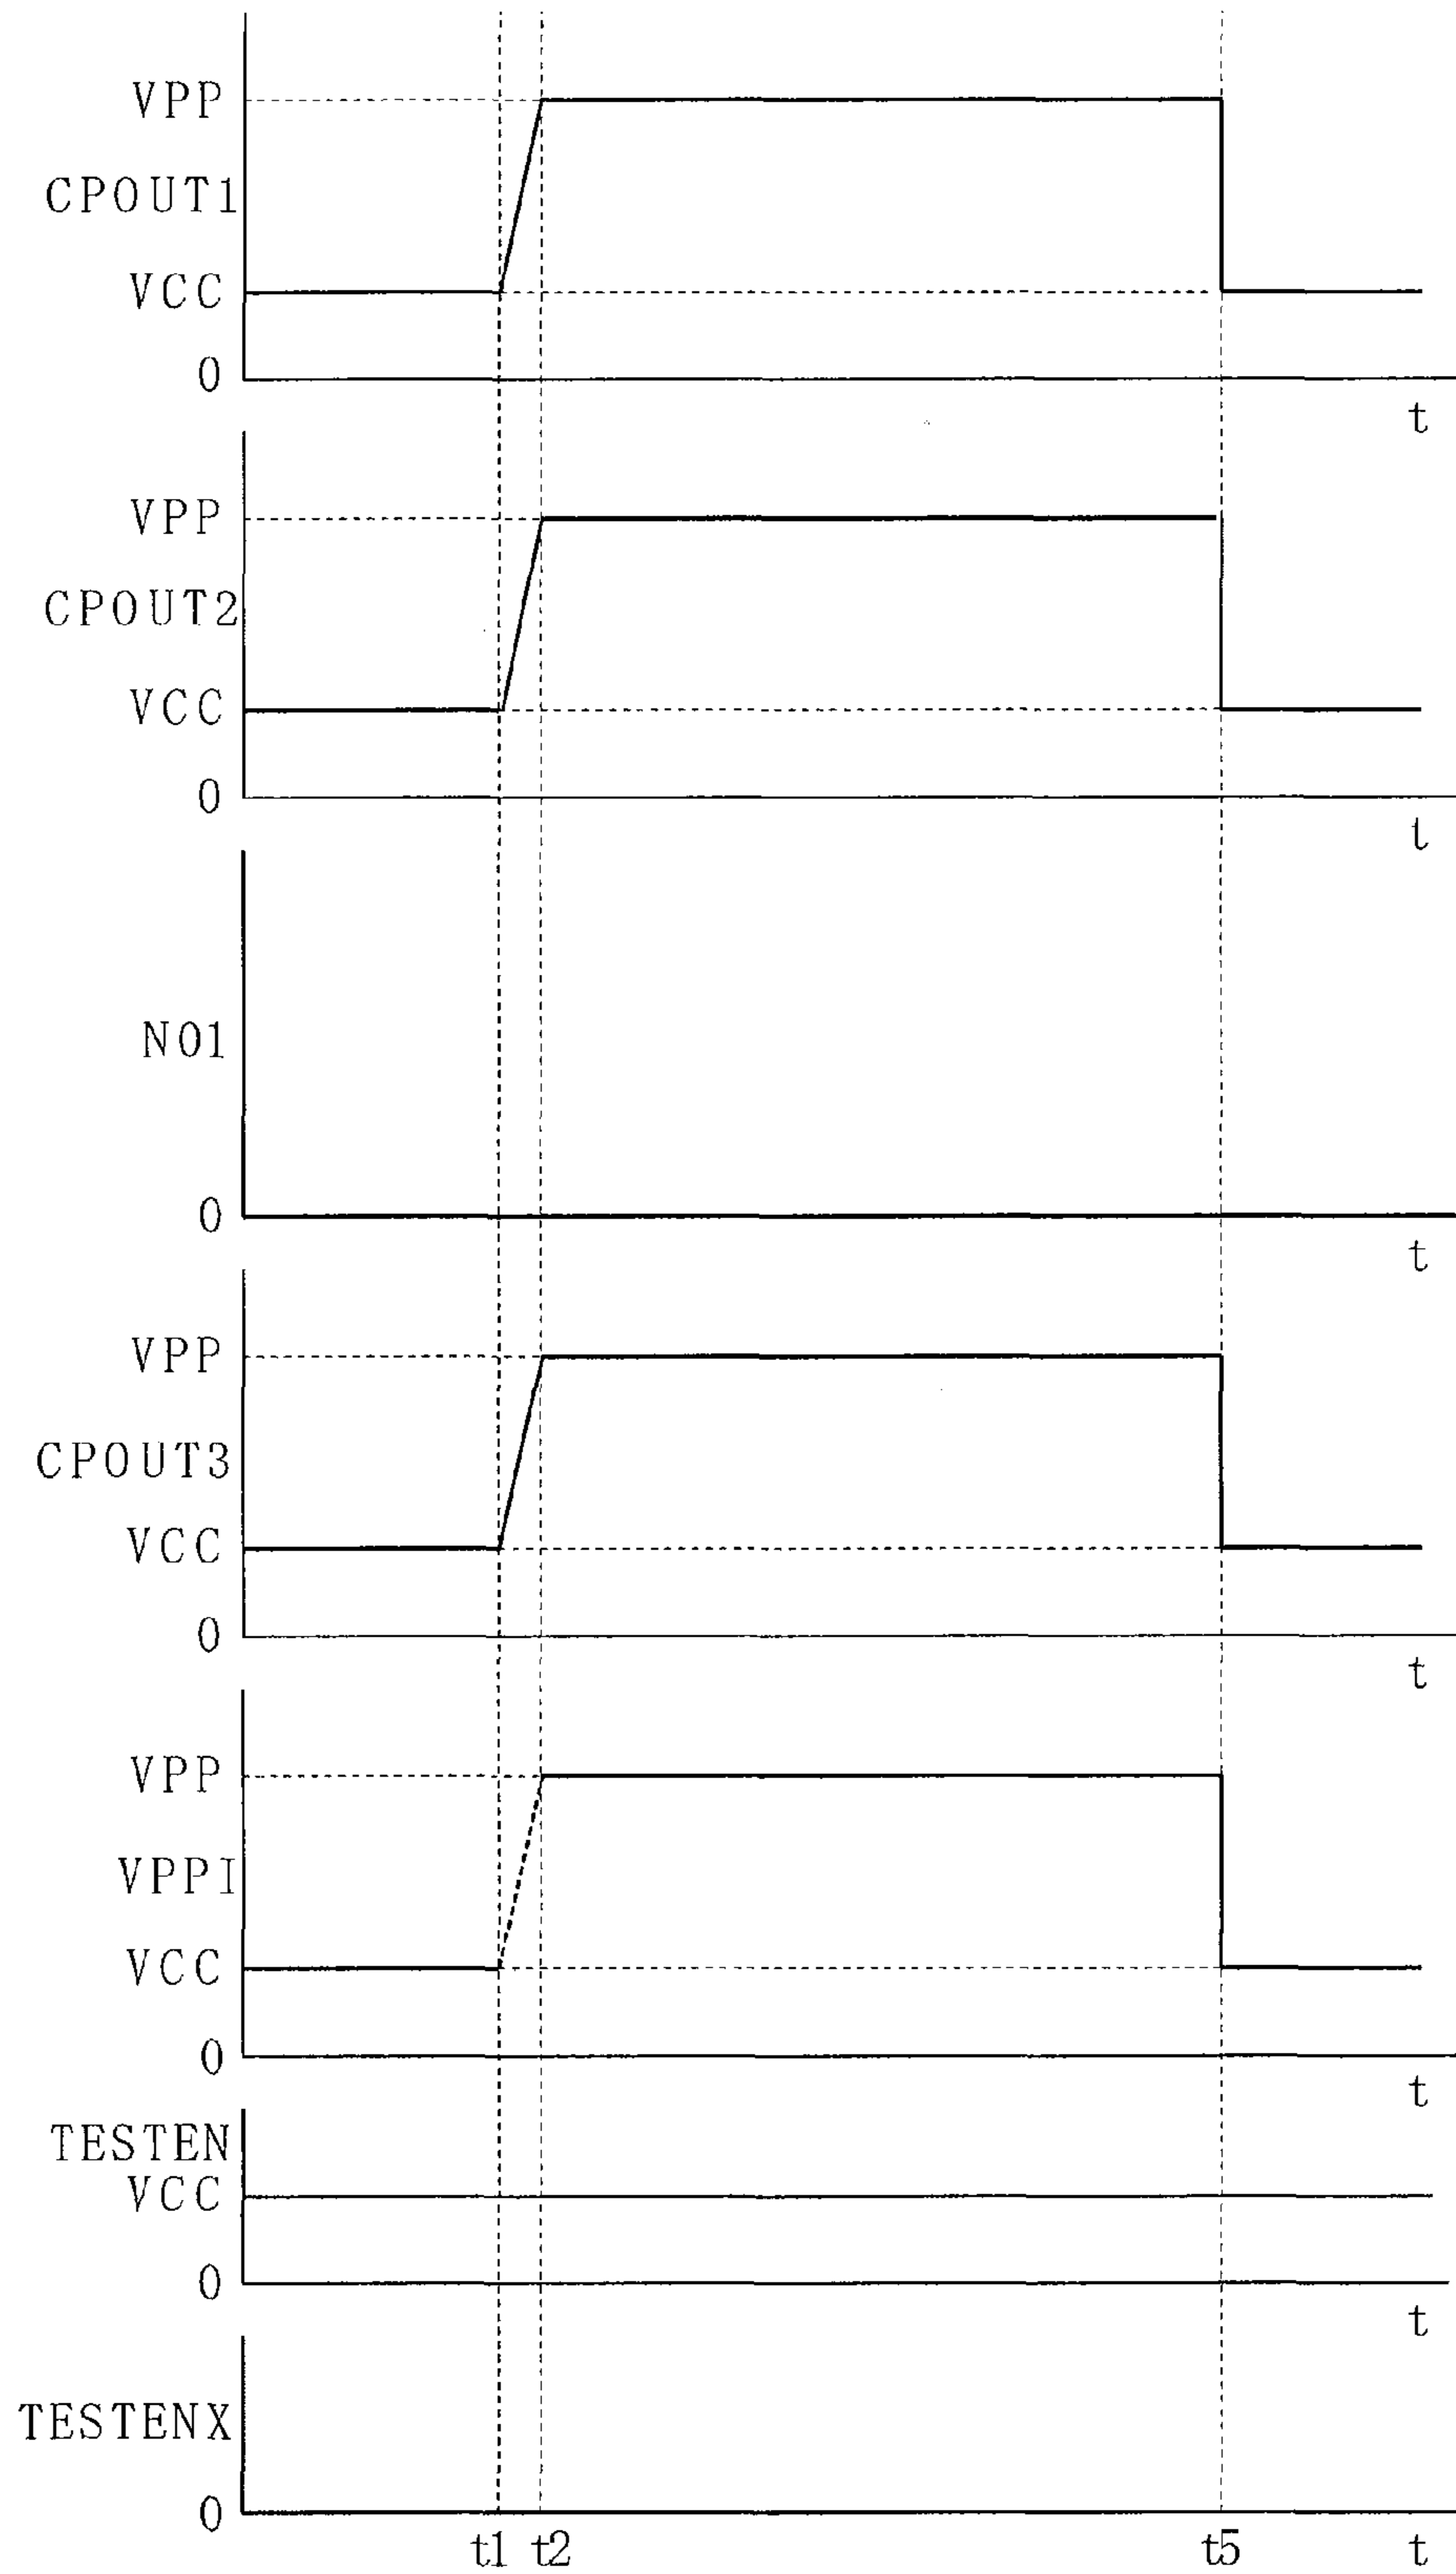 VPP
CPOUT1
VCC
0
t
VPP
CPOUT2
VCC
0
t
NO1
0
t
VPP
CPOUT3
VCC
0
t
VPP
VPPI
VCC
0
t
TESTEN
VCC
0
t
TESTENX
0
t1 t2 t5 t